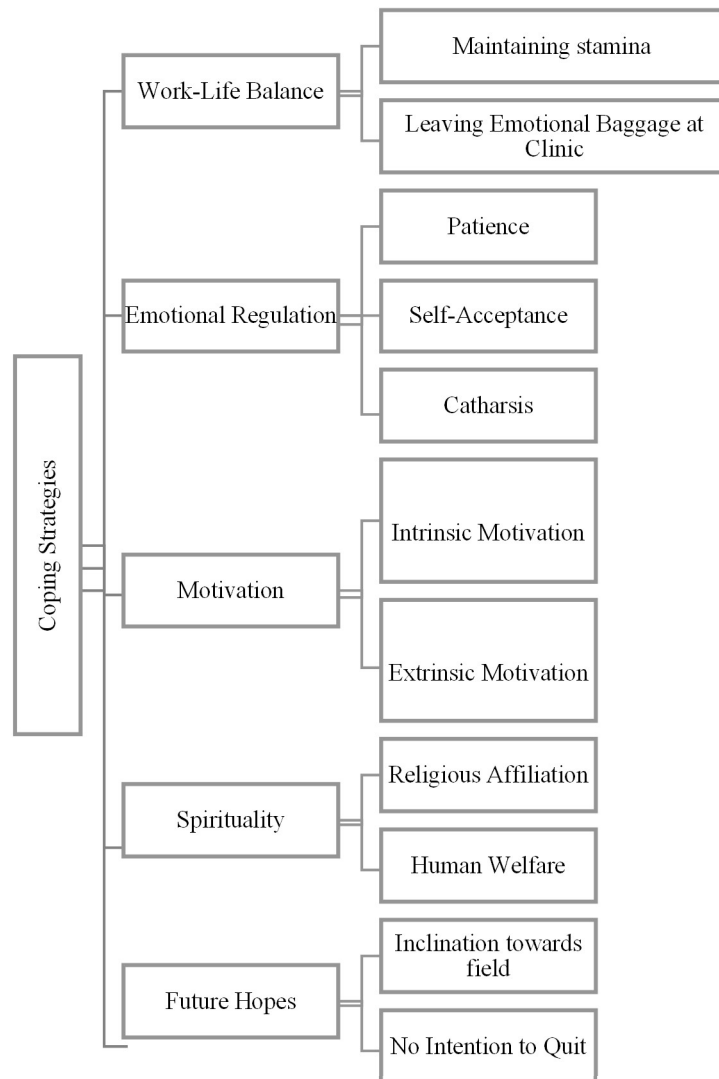 Coping Strategies
Work-Life Balance
Maintaining stamina
Leaving Emotional Baggage at
Clinic
Emotional Regulation
Patience
Self-Acceptance
Catharsis
Motivation
Intrinsic Motivation
Extrinsic Motivation
Spirituality
Religious Affiliation
Human Welfare
Future Hopes
Inclination towards
field
No Intention to Quit